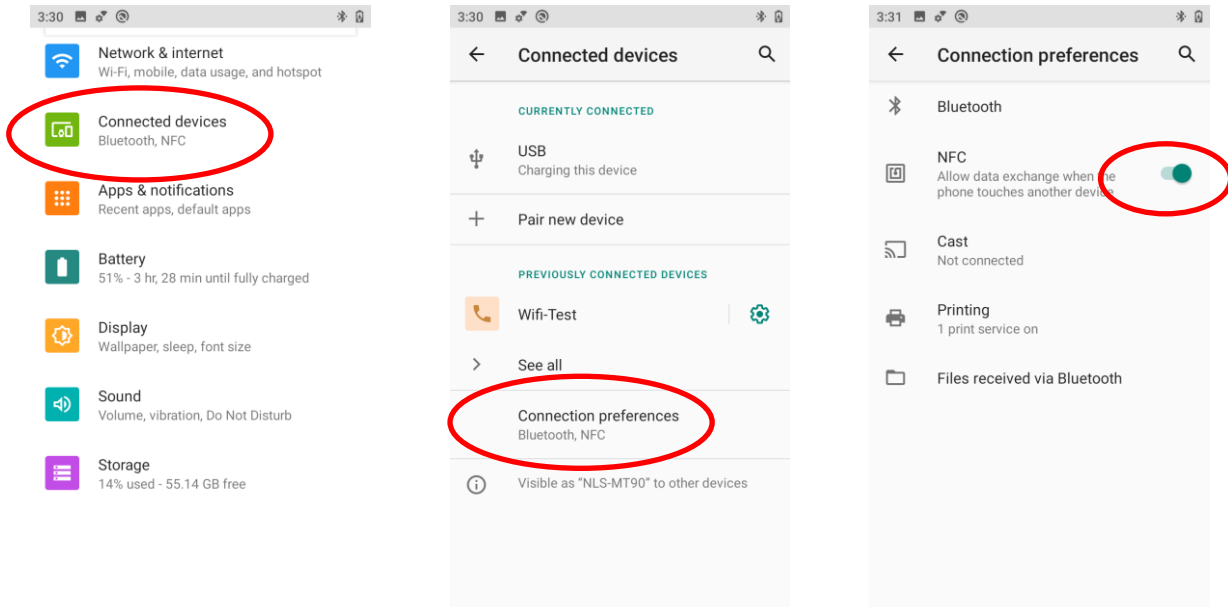 3:30
Network & internet
Wi-Fi, mobile, data usage, and hotspot
Connected devices
Bluetooth, NFC
Apps & notifications
Recent apps, default apps
Battery
51% - 3 hr, 28 min until fully charged
Display
Wallpaper, sleep, font size
Sound
Volume, vibration, Do Not Disturb
Storage
14% used - 55.14 GB free
3:30
Connected devices
CURRENTLY CONNECTED
USB
Charging this device
Pair new device
PREVIOUSLY CONNECTED DEVICES
Wifi-Test
See all
Connection preferences
Bluetooth, NFC
Visible as “NLS-MT90” to other devices
3:31
Connection preferences
Bluetooth
NFC
Allow data exchange when the
phone touches another device
Cast
Not connected
Printing
1 print service on
Files received via Bluetooth